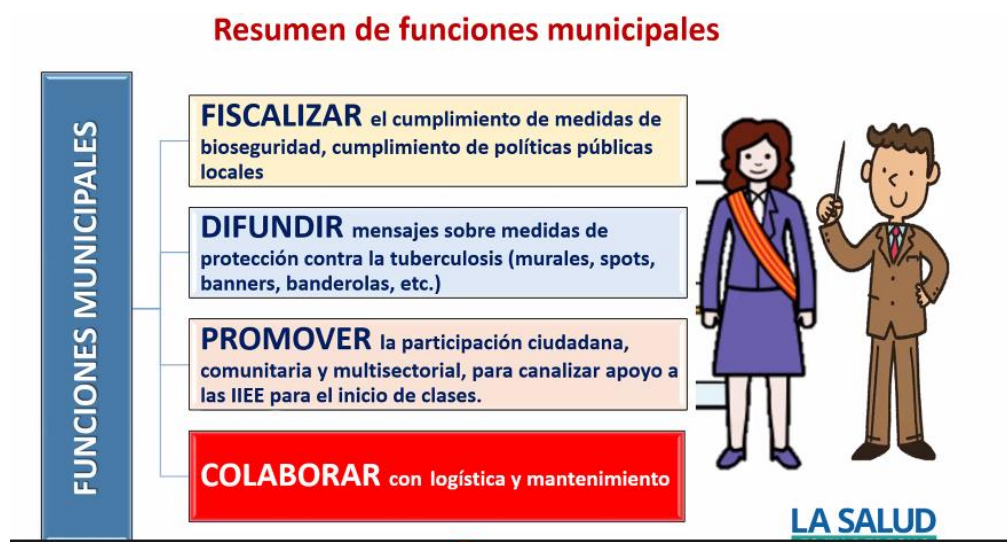 Resumen de funciones municipales
FUNCIONES MUNICIPALES
FISCALIZAR el cumplimiento de medidas de
bioseguridad, cumplimiento de políticas públicas
locales
DIFUNDIR mensajes sobre medidas de
protección contra la tuberculosis (murales, spots,
banners, banderolas, etc.)
PROMOVER la participación ciudadana,
comunitaria y multisectorial, para canalizar apoyo a
las IIEE para el inicio de clases.
COLABORAR con logística y mantenimiento
LA SALUD